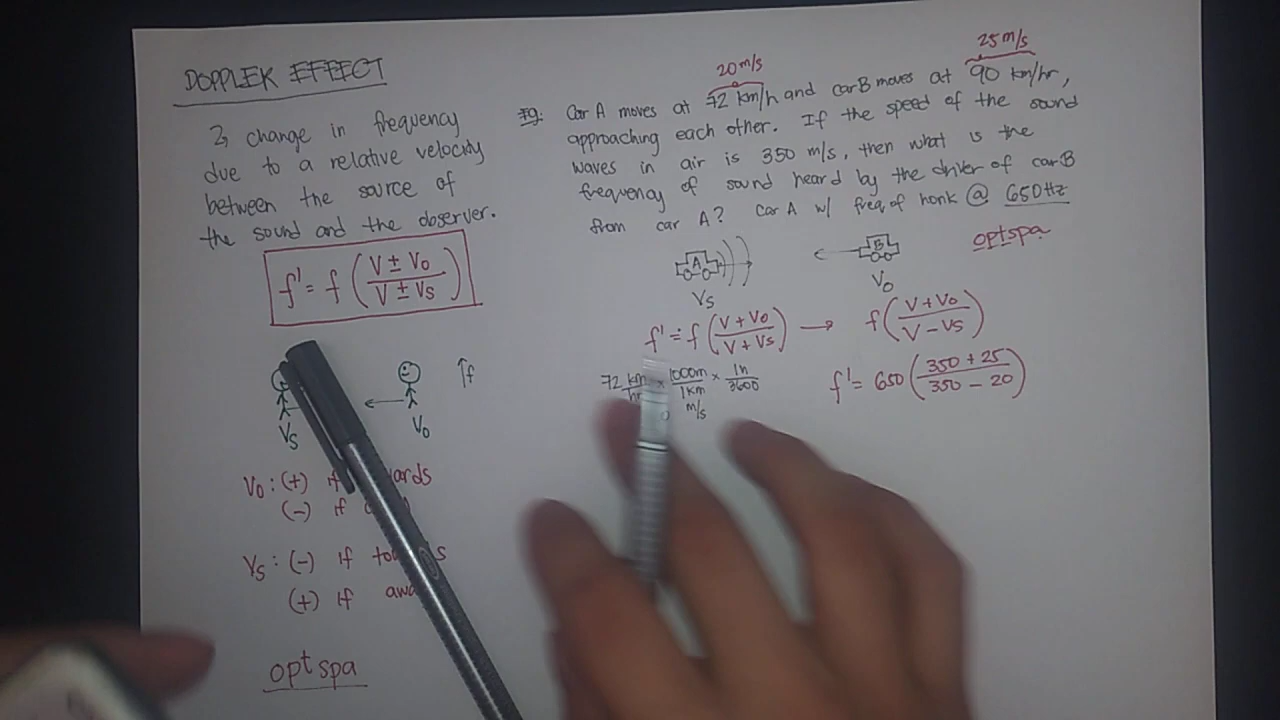 DOPPLER EFFECT
↳ change in frequency
due to a relative velocity
between the source of
the sound and the observer.
f' = f (V ± Vo / V ± Vs)
↑f
Vs
Vo
Vo: (+) if
(-) if
Vs: (-) if
(+) if
optspa
20 m/s
25 m/s
Eg: Car A moves at 72 km/h and car B moves at 90 km/hr,
approaching each other. If the speed of the sound
waves in air is 350 m/s, then what is the
frequency of sound heard by the driver of car B
from car A? Car A w/ freq. of honk @ 650Hz
optspa
A
B
Vs
Vo
f' = f (V + Vo / V + Vs) → f (V + Vo / V - Vs)
72 km/hr × 1000m/1km × 1h/3600
m/s
f' = 650 (350 + 25 / 350 - 20)